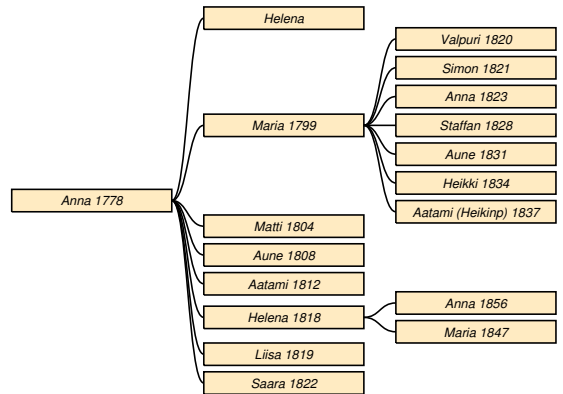 Helena
Valpuri 1820
Simon 1821
Anna 1823
Maria 1799
Staffan 1828
Aune 1831
Heikki 1834
Anna 1778
Aatami (Heikinp) 1837
Matti 1804
Aune 1808
Aatami 1812
Anna 1856
Helena 1818
Maria 1847
Liisa 1819
Saara 1822